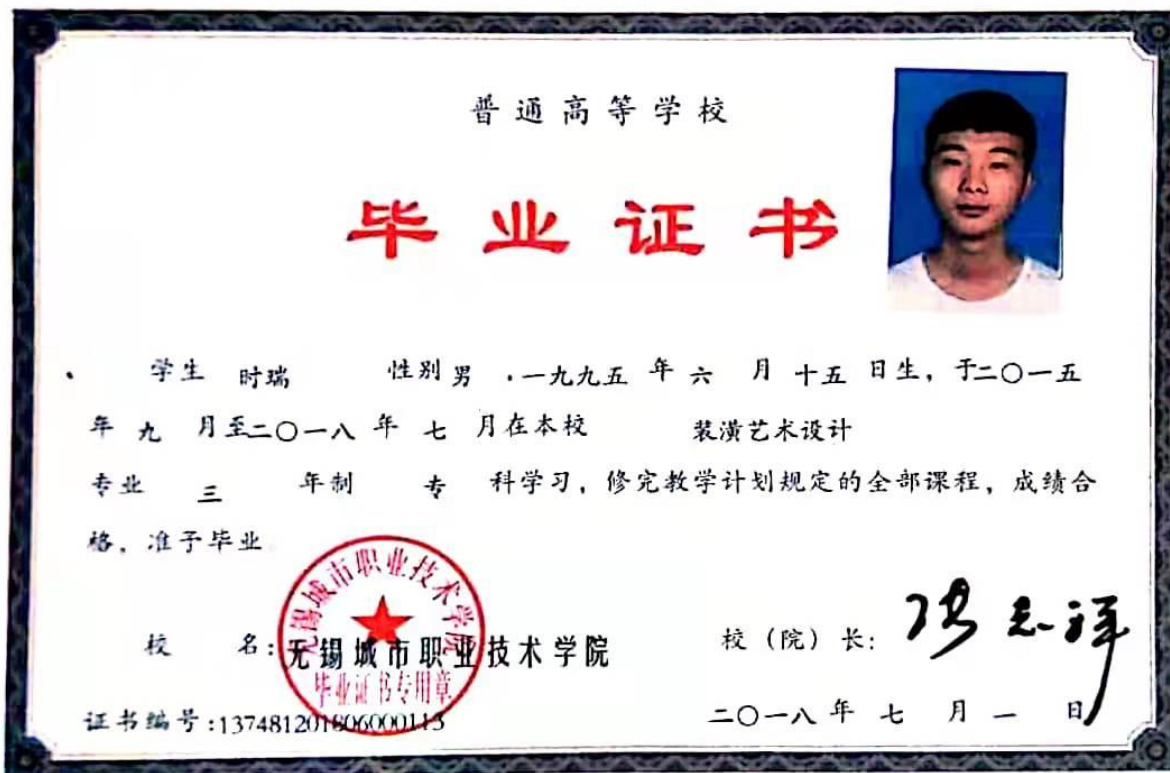 普通高等学校
毕业证书
学生 时瑞 性别 男 ·一九九五 年 六 月 十五 日生，于二〇一五
年 九 月至二〇一八 年 七 月在本校 装潢艺术设计
专业 三 年制 专 科学习，修完教学计划规定的全部课程，成绩合
格，准予毕业
无锡城市职业技术学院
毕业证书专用章
校 名：无锡城市职业技术学院
校（院）长：
证书编号：137481201806000113
二〇一八 年 七 月 一 日